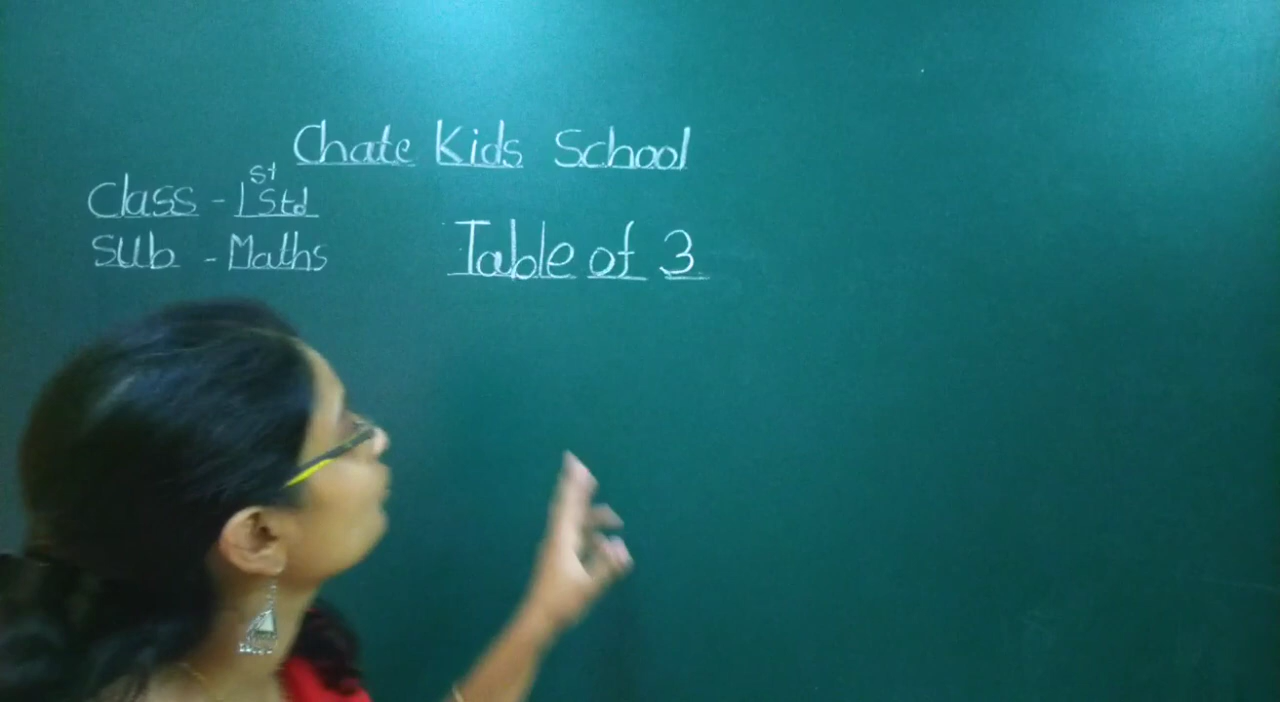 Chate Kids School
Class - 1st Std
Sub - Maths
Table of 3